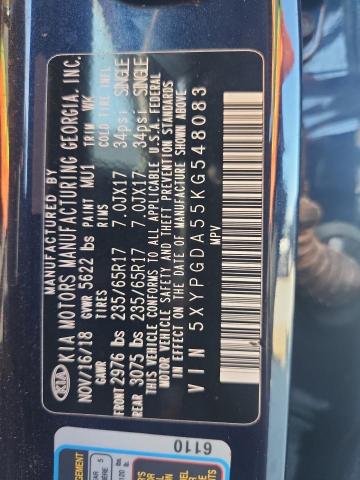 MANUFACTURED BY
KIA KIA MOTORS MANUFACTURING GEORGIA, INC.
NOV/16/18 GVWR 5622 lbs PAINT MU1 TRIM WK
GAWR TIRES RIMS COLD TIRE INFL.
FRONT 2976 lbs 235/65R17 7.0JX17 34psi SINGLE
REAR 3075 lbs 235/65R17 7.0JX17 34psi SINGLE
THIS VEHICLE CONFORMS TO ALL APPLICABLE U.S.A. FEDERAL
MOTOR VEHICLE SAFETY AND THEFT PREVENTION STANDARDS
IN EFFECT ON THE DATE OF MANUFACTURE SHOWN ABOVE
VIN 5XYPGDA55KG548083
MPV
6110